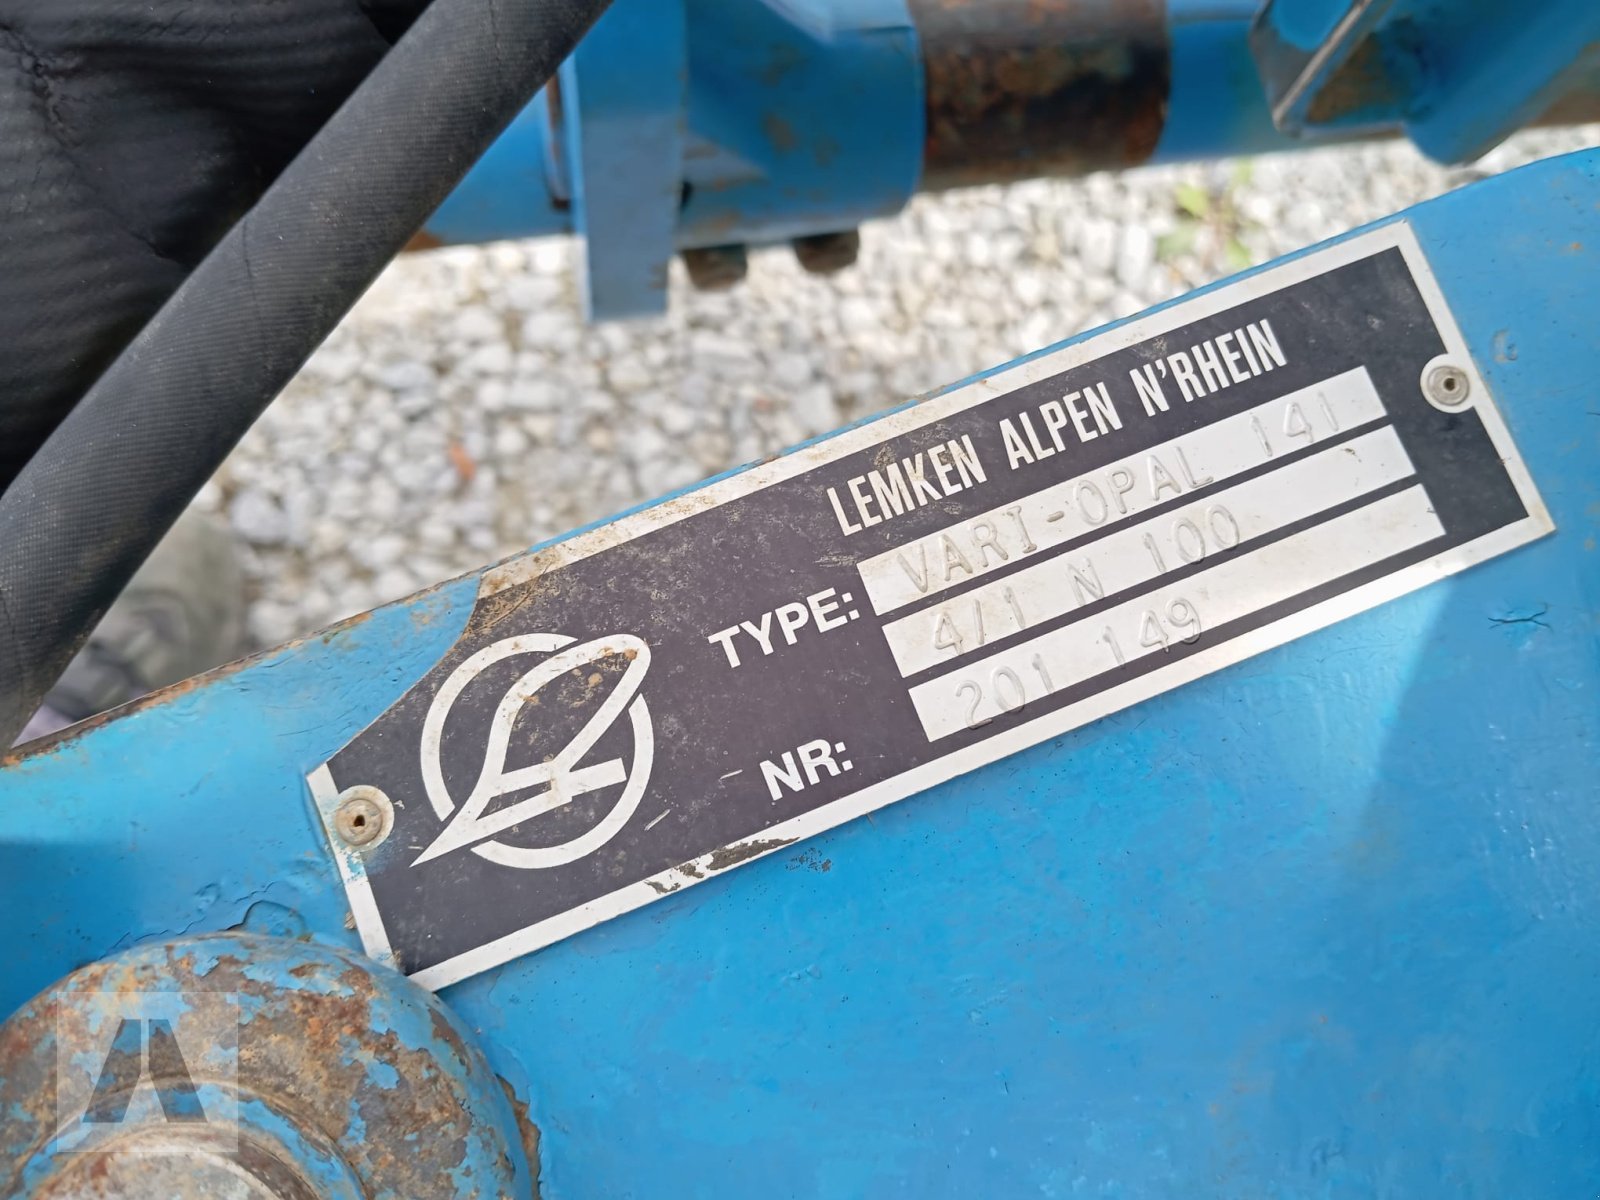 LEMKEN ALPEN N'RHEIN
TYPE: VARI-OPAL 141
4/1 N 100
NR: 201 149